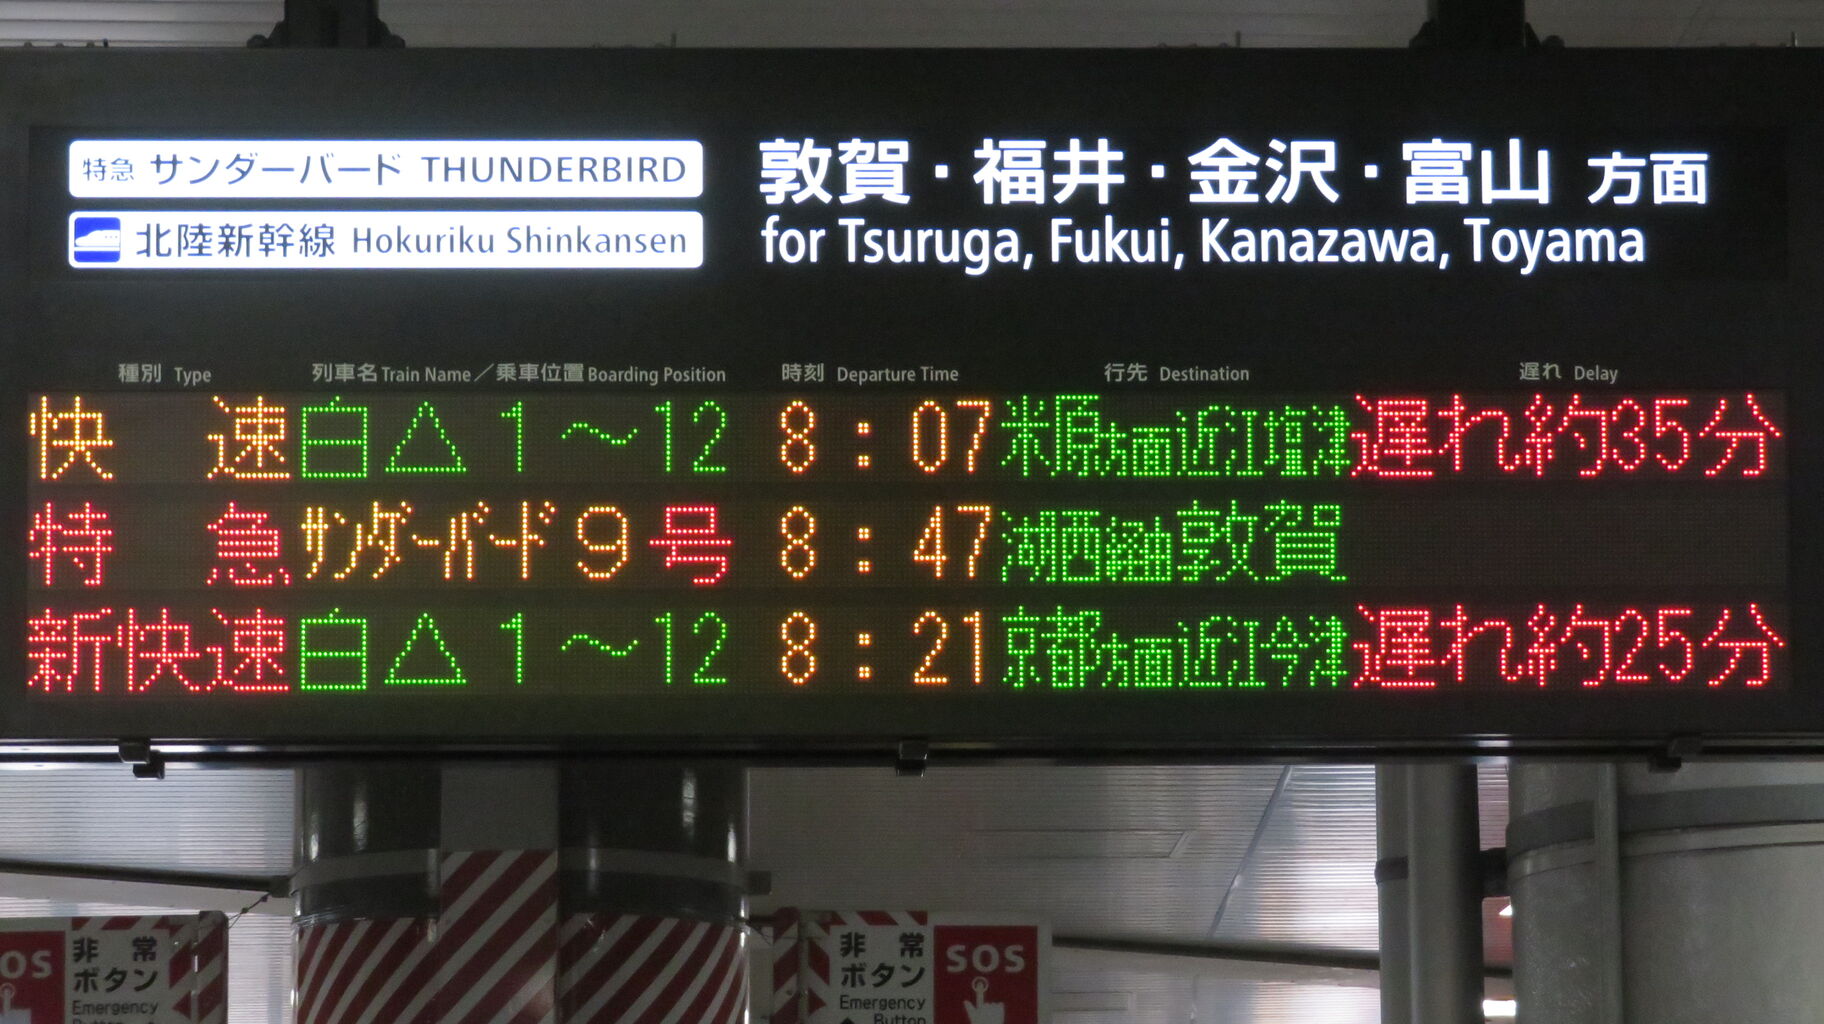 特急 サンダーバード THUNDERBIRD
北陸新幹線 Hokuriku Shinkansen
敦賀・福井・金沢・富山 方面
for Tsuruga, Fukui, Kanazawa, Toyama
種別 Type 列車名 Train Name／乗車位置 Boarding Position 時刻 Departure Time 行先 Destination 遅れ Delay
快速 白△1～12 8:07 米原方面近江塩津 遅れ約35分
特急 サンダーバード9号 8:47 湖西経由敦賀
新快速 白△1～12 8:21 京都方面近江今津 遅れ約25分
OS
非常
ボタン
Emergency
Button
非常
ボタン
Emergency
Button
SOS